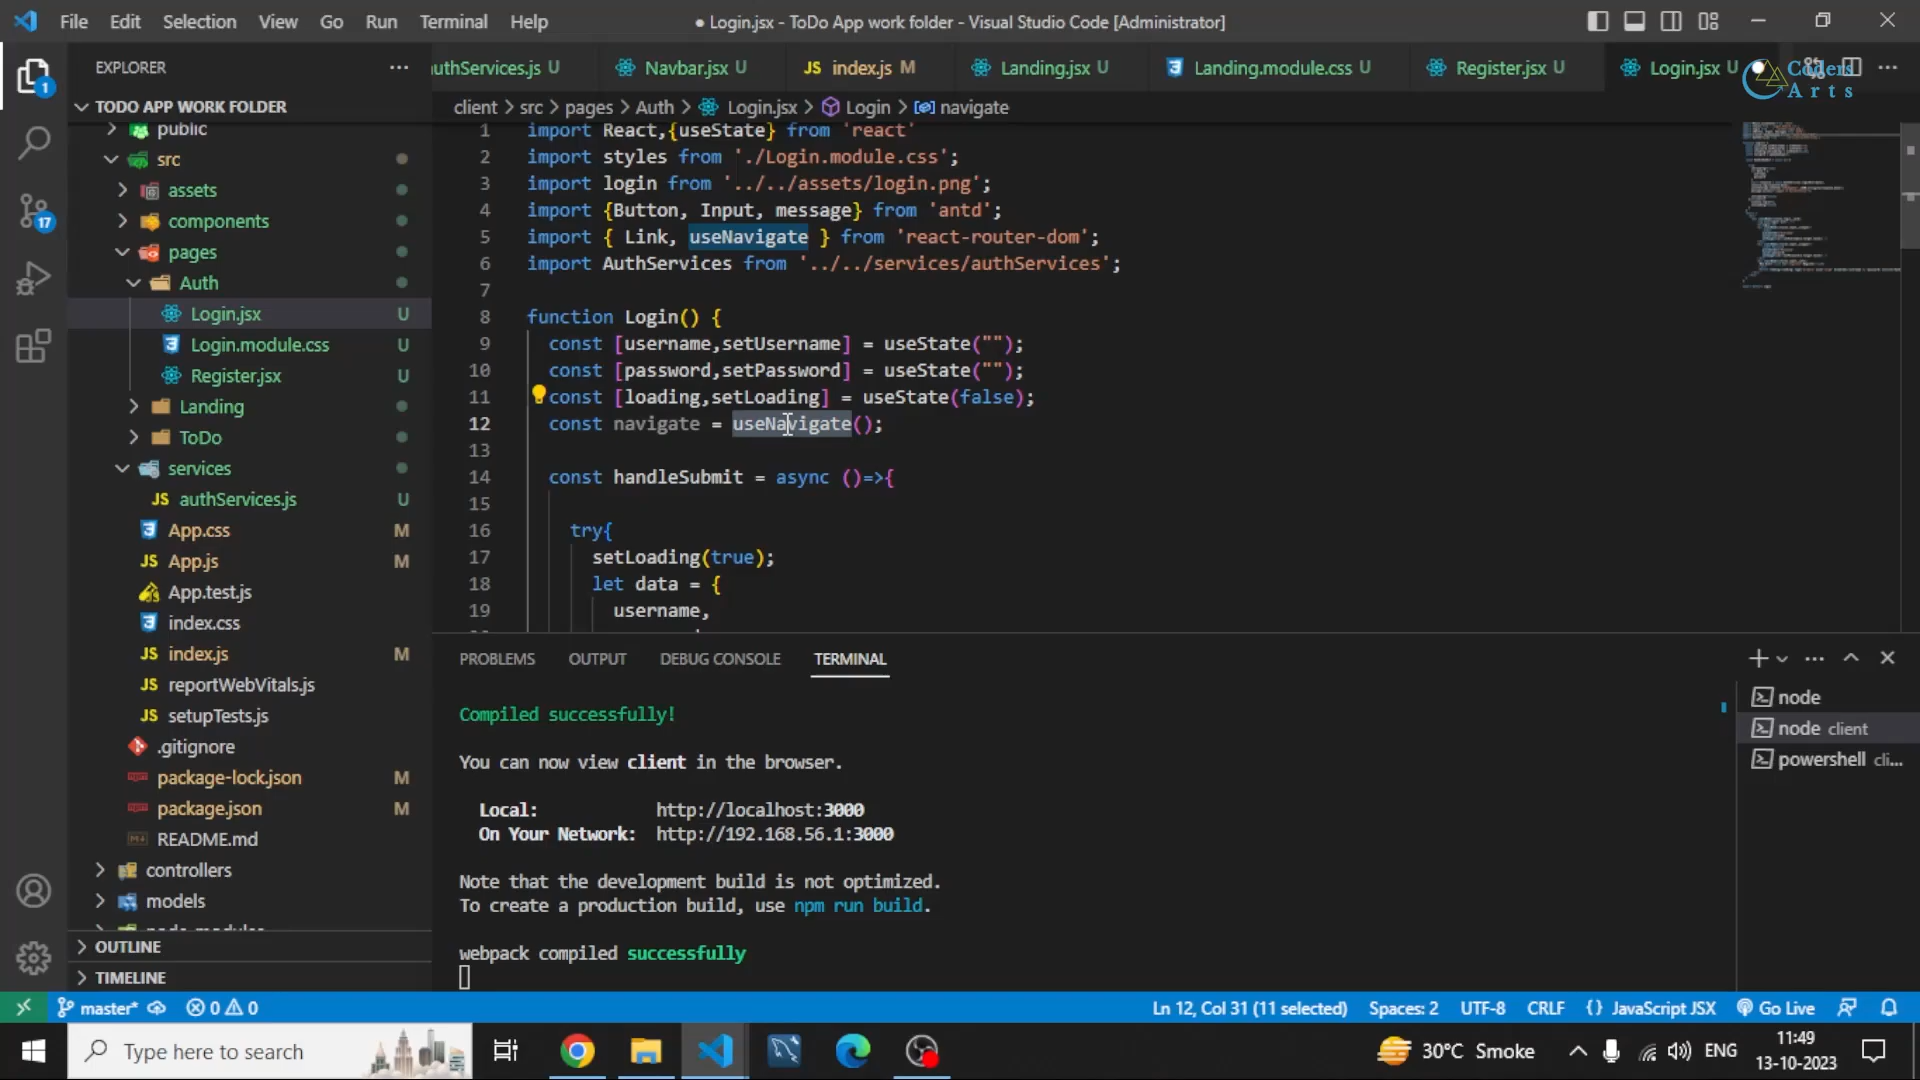 File Edit Selection View Go Run Terminal Help
● Login.jsx - ToDo App work folder - Visual Studio Code [Administrator]
EXPLORER
TODO APP WORK FOLDER
public
src
assets
components
pages
Auth
Login.jsx U
Login.module.css U
Register.jsx U
Landing
ToDo
services
JS authServices.js U
App.css M
JS App.js M
App.test.js
index.css
JS index.js M
JS reportWebVitals.js
JS setupTests.js
.gitignore
package-lock.json M
package.json M
README.md
controllers
models
OUTLINE
TIMELINE
1
17
uthServices.js U Navbar.jsx U JS index.js M Landing.jsx U Landing.module.css U Register.jsx U Login.jsx U
Coders
Arts
client > src > pages > Auth > Login.jsx > Login > navigate
1 import React,{useState} from 'react'
2 import styles from './Login.module.css';
3 import login from '../../assets/login.png';
4 import {Button, Input, message} from 'antd';
5 import { Link, useNavigate } from 'react-router-dom';
6 import AuthServices from '../../services/authServices';
7
8 function Login() {
9 const [username,setUsername] = useState("");
10 const [password,setPassword] = useState("");
11 const [loading,setLoading] = useState(false);
12 const navigate = useNavigate();
13
14 const handleSubmit = async ()=>{
15
16 try{
17 setLoading(true);
18 let data = {
19 username,
PROBLEMS OUTPUT DEBUG CONSOLE TERMINAL
Compiled successfully!
You can now view client in the browser.
Local: http://localhost:3000
On Your Network: http://192.168.56.1:3000
Note that the development build is not optimized.
To create a production build, use npm run build.
webpack compiled successfully
node
node client
powershell cli...
master* 0 0
Ln 12, Col 31 (11 selected) Spaces: 2 UTF-8 CRLF {} JavaScript JSX Go Live
Type here to search
30°C Smoke
ENG
11:49
13-10-2023